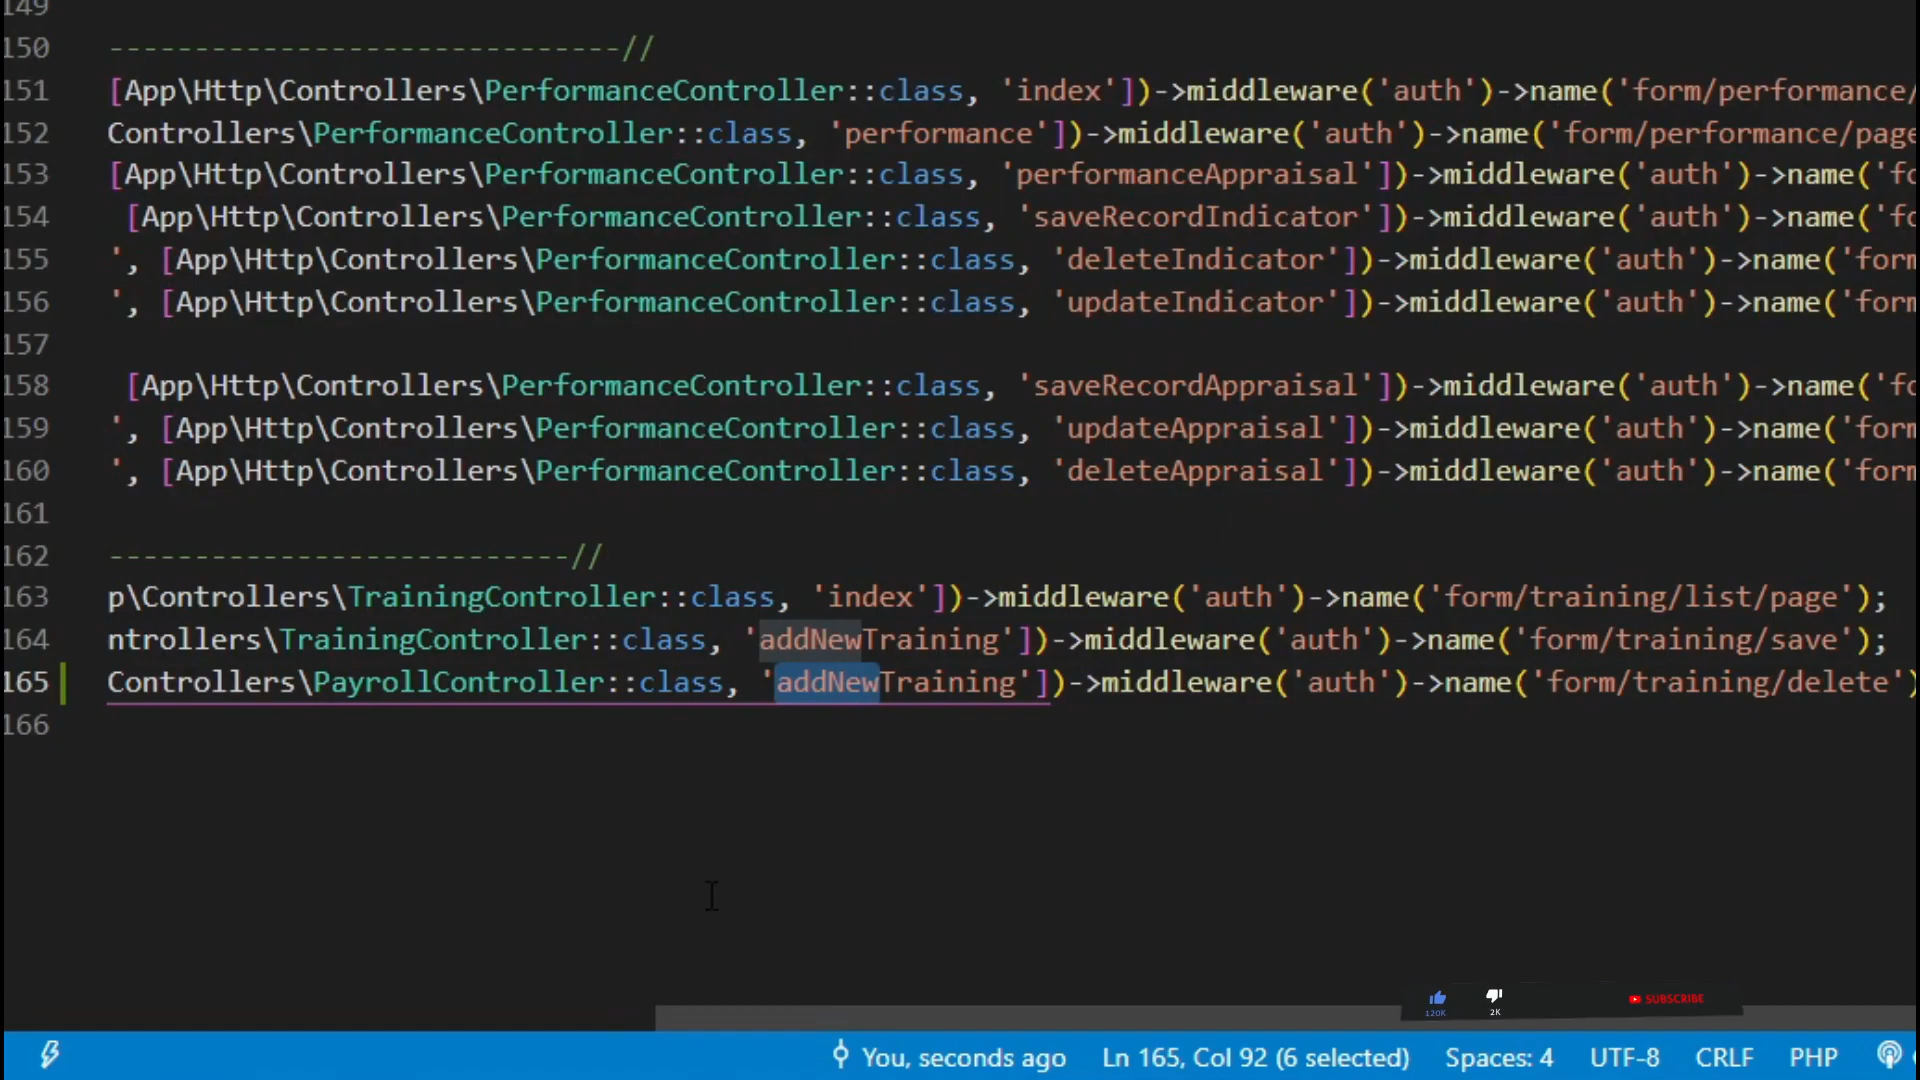 149
150 ------------------------------//
151 [App\Http\Controllers\PerformanceController::class, 'index'])->middleware('auth')->name('form/performance/
152 Controllers\PerformanceController::class, 'performance'])->middleware('auth')->name('form/performance/page
153 [App\Http\Controllers\PerformanceController::class, 'performanceAppraisal'])->middleware('auth')->name('fo
154 [App\Http\Controllers\PerformanceController::class, 'saveRecordIndicator'])->middleware('auth')->name('fo
155 ', [App\Http\Controllers\PerformanceController::class, 'deleteIndicator'])->middleware('auth')->name('form
156 ', [App\Http\Controllers\PerformanceController::class, 'updateIndicator'])->middleware('auth')->name('form
157
158 [App\Http\Controllers\PerformanceController::class, 'saveRecordAppraisal'])->middleware('auth')->name('fo
159 ', [App\Http\Controllers\PerformanceController::class, 'updateAppraisal'])->middleware('auth')->name('form
160 ', [App\Http\Controllers\PerformanceController::class, 'deleteAppraisal'])->middleware('auth')->name('form
161
162 ---------------------------//
163 p\Controllers\TrainingController::class, 'index'])->middleware('auth')->name('form/training/list/page');
164 ntrollers\TrainingController::class, 'addNewTraining'])->middleware('auth')->name('form/training/save');
165 Controllers\PayrollController::class, 'addNewTraining'])->middleware('auth')->name('form/training/delete')
166
120K 2K SUBSCRIBE
You, seconds ago Ln 165, Col 92 (6 selected) Spaces: 4 UTF-8 CRLF PHP